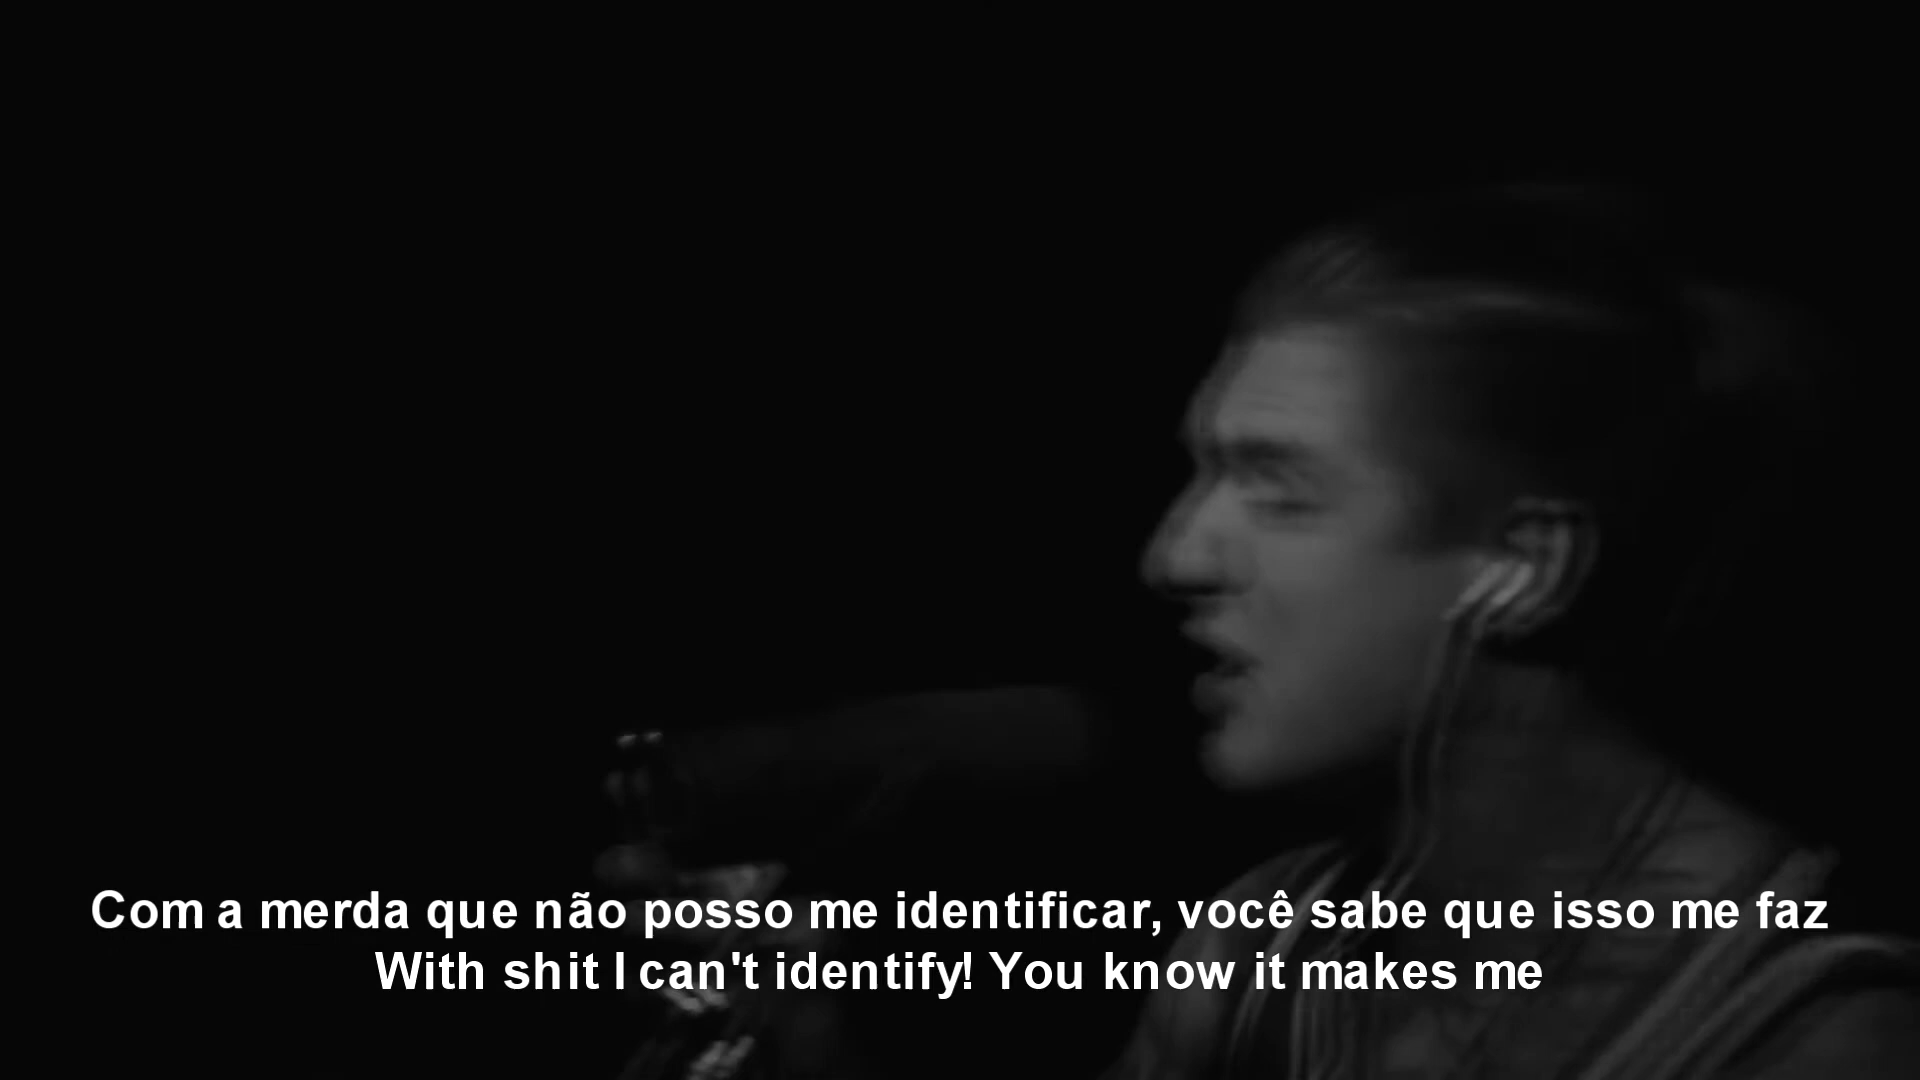 Com a merda que não posso me identificar, você sabe que isso me faz
With shit I can't identify! You know it makes me